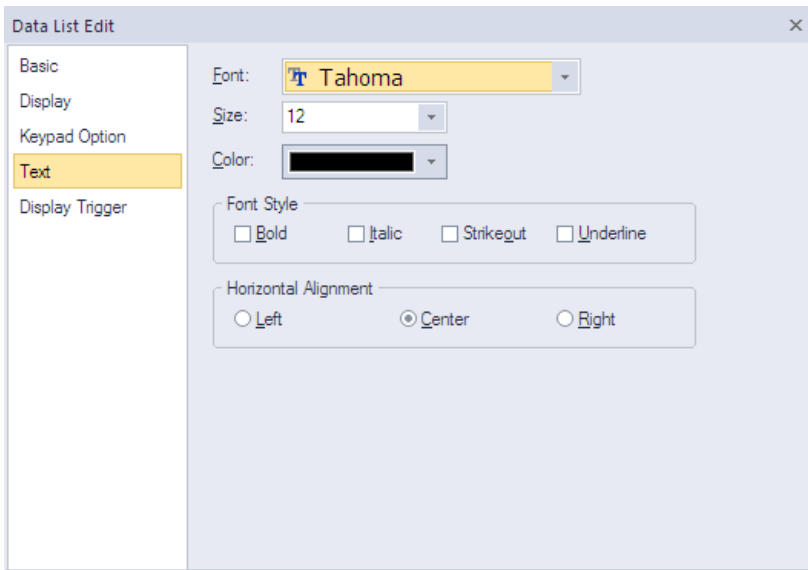 Data List Edit
Basic
Display
Keypad Option
Text
Display Trigger
Font: Tahoma
Size: 12
Color:
Font Style
Bold Italic Strikeout Underline
Horizontal Alignment
Left Center Right